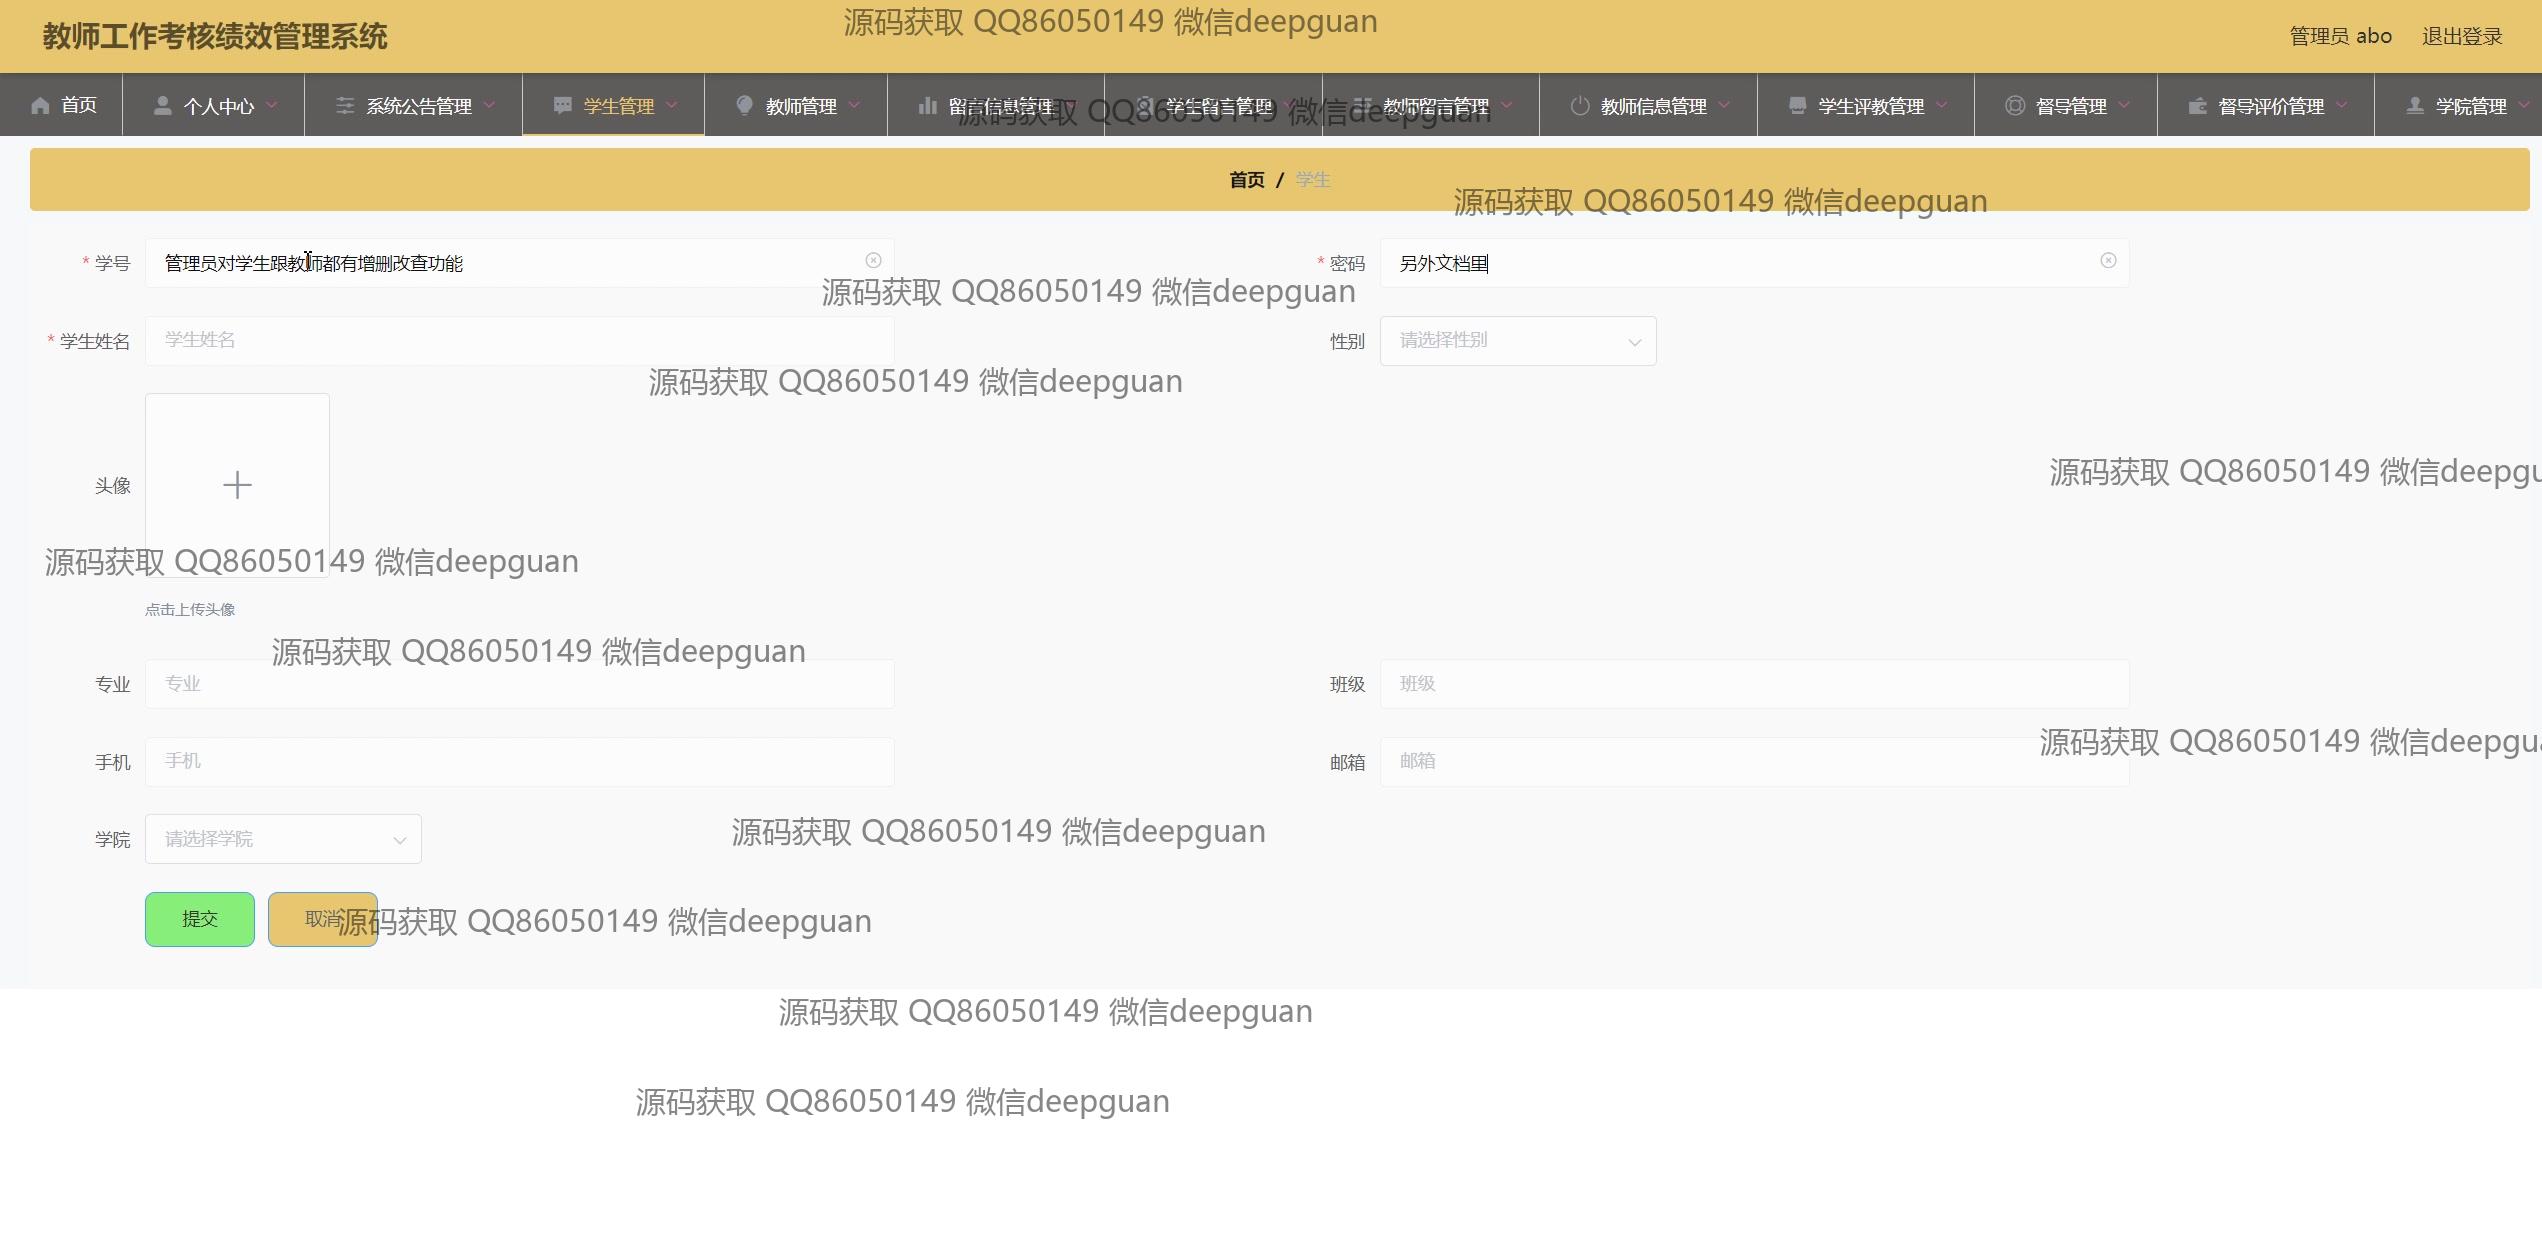 教师工作考核绩效管理系统
源码获取 QQ86050149 微信deepguan
管理员 abo
退出登录
首页
个人中心
系统公告管理
学生管理
教师管理
留言信息管理
学生留言管理
教师留言管理
教师信息管理
学生评教管理
督导管理
督导评价管理
学院管理
源码获取 QQ86050149 微信deepguan
首页 / 学生
源码获取 QQ86050149 微信deepguan
* 学号 管理员对学生跟教师都有增删改查功能
* 密码 另外文档里
源码获取 QQ86050149 微信deepguan
* 学生姓名 学生姓名
性别 请选择性别
源码获取 QQ86050149 微信deepguan
源码获取 QQ86050149 微信deepgu
头像
源码获取 QQ86050149 微信deepguan
点击上传头像
源码获取 QQ86050149 微信deepguan
专业 专业
班级 班级
源码获取 QQ86050149 微信deepgua
手机 手机
邮箱 邮箱
源码获取 QQ86050149 微信deepguan
学院 请选择学院
提交
取消
源码获取 QQ86050149 微信deepguan
源码获取 QQ86050149 微信deepguan
源码获取 QQ86050149 微信deepguan